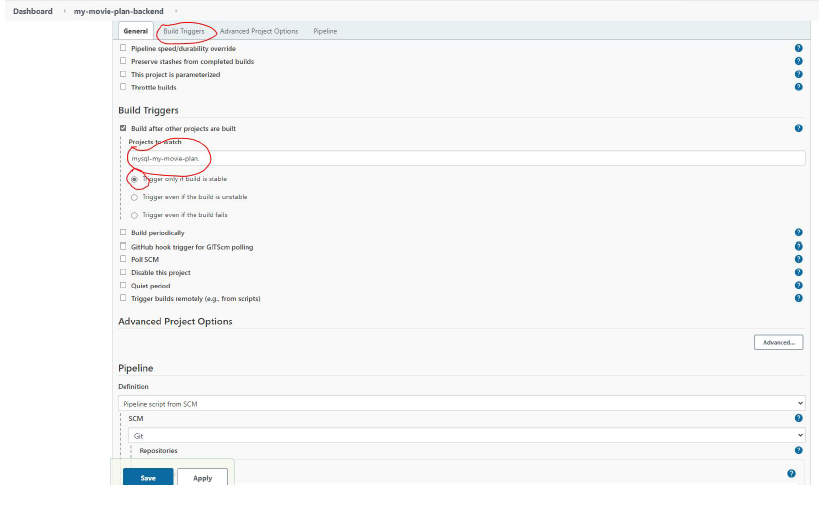 Dashboard › my-movie-plan-backend ›
General Build Triggers Advanced Project Options Pipeline
Pipeline speed/durability override ?
Preserve stashes from completed builds ?
This project is parameterized ?
Throttle builds ?
Build Triggers
Build after other projects are built ?
Projects to watch
mysql-my-movie-plan,
Trigger only if build is stable
Trigger even if the build is unstable
Trigger even if the build fails
Build periodically ?
GitHub hook trigger for GITScm polling ?
Poll SCM ?
Disable this project ?
Quiet period ?
Trigger builds remotely (e.g., from scripts) ?
Advanced Project Options
Advanced...
Pipeline
Definition
Pipeline script from SCM
SCM ?
Git
Repositories ?
Save Apply ?